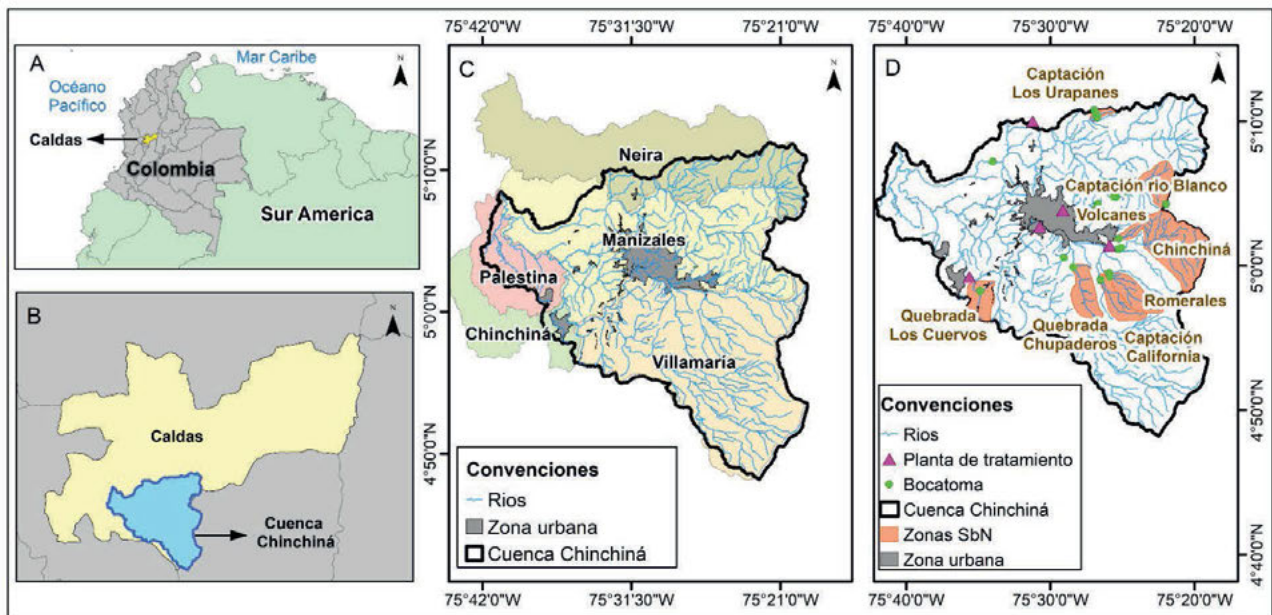 A
N
Mar Caribe
Océano
Pacífico
Caldas
Colombia
Sur America
B
N
Caldas
Cuenca
Chinchiná
75°42'0"W
75°31'30"W
75°21'0"W
C
N
Neira
Manizales
Palestina
Chinchiná
Villamaría
5°10'0"N
5°0'0"N
4°50'0"N
Convenciones
Rios
Zona urbana
Cuenca Chinchiná
75°42'0"W
75°31'30"W
75°21'0"W
75°40'0"W
75°30'0"W
75°20'0"W
D
N
Captación
Los Urapanes
Captación rio Blanco
Volcanes
Chinchiná
Romerales
Quebrada
Los Cuervos
Quebrada
Chupaderos
Captación
California
5°10'0"N
5°0'0"N
4°50'0"N
4°40'0"N
Convenciones
Rios
Planta de tratamiento
Bocatoma
Cuenca Chinchiná
Zonas SbN
Zona urbana
75°40'0"W
75°30'0"W
75°20'0"W